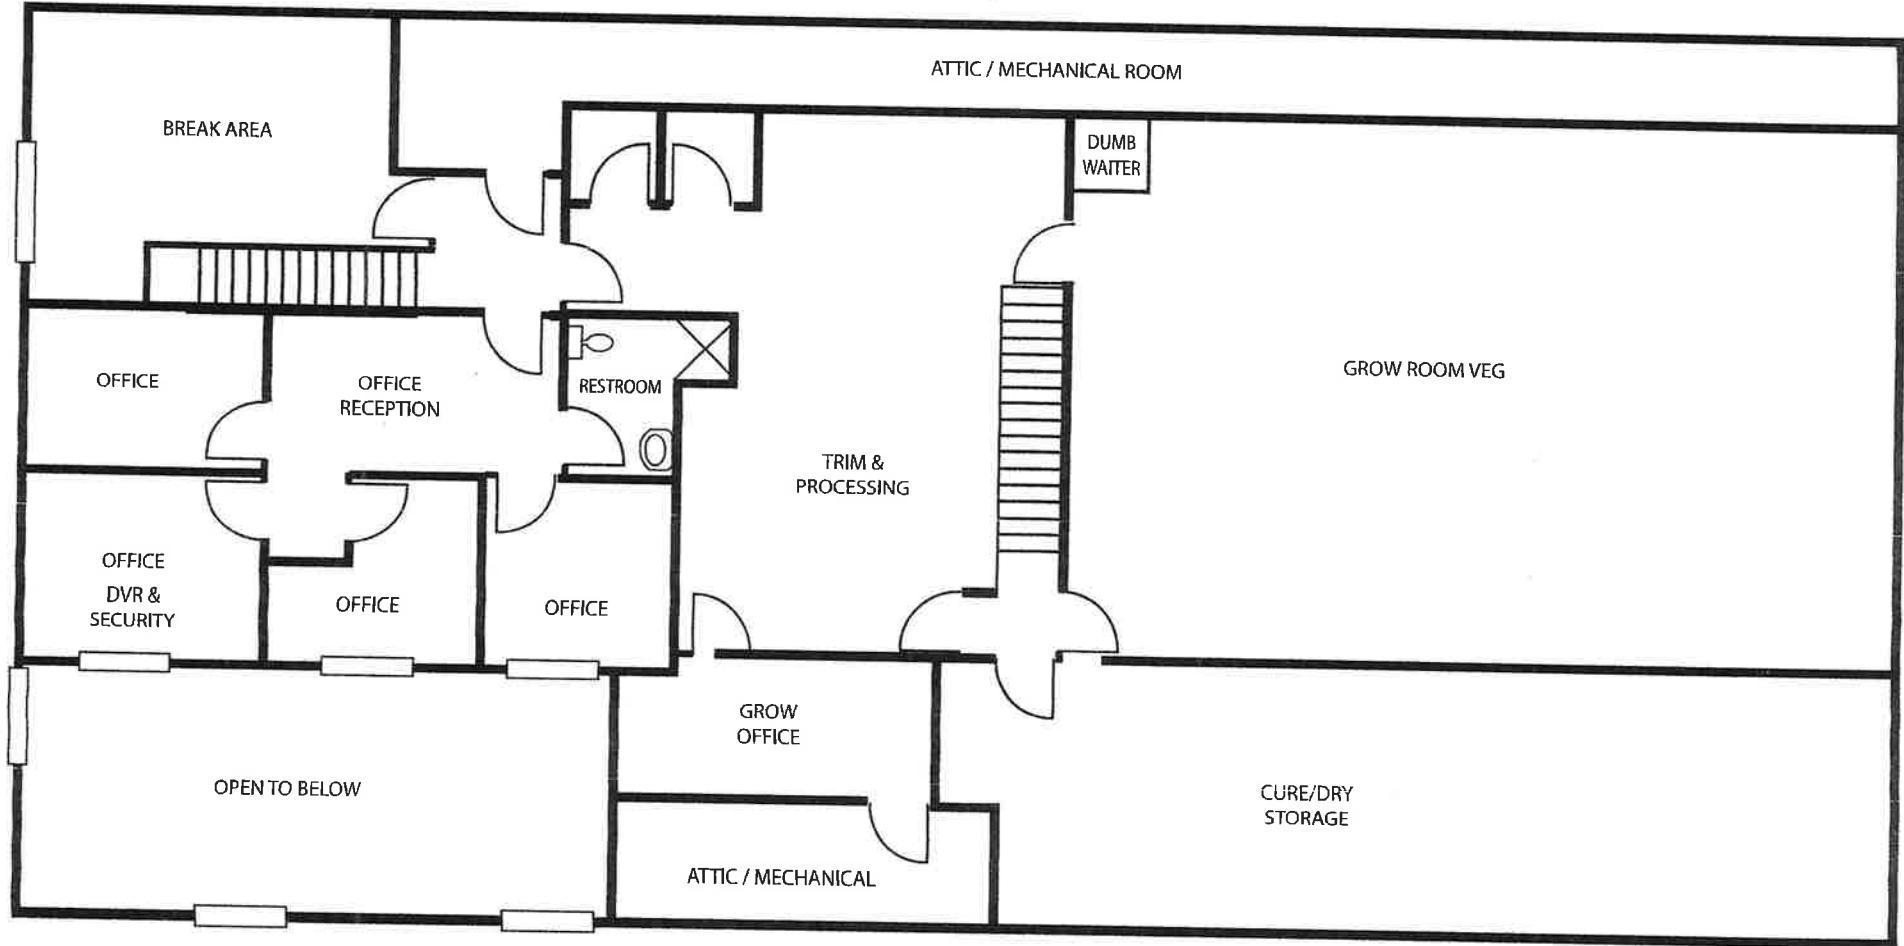 ATTIC / MECHANICAL ROOM
BREAK AREA
DUMB
WAITER
OFFICE
OFFICE
RECEPTION
RESTROOM
GROW ROOM VEG
TRIM &
PROCESSING
OFFICE
DVR &
SECURITY
OFFICE
OFFICE
GROW
OFFICE
OPEN TO BELOW
CURE/DRY
STORAGE
ATTIC / MECHANICAL